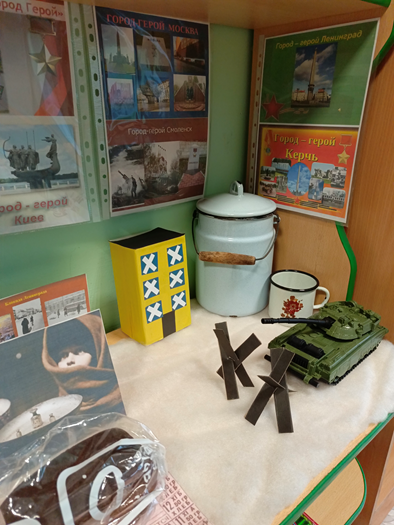 Город Герой-
город - герой
Киев
ГОРОД ГЕРОЙ МОСКВА
Город-герой Смоленск
Город – герой Ленинград
Город - герой
Керчь